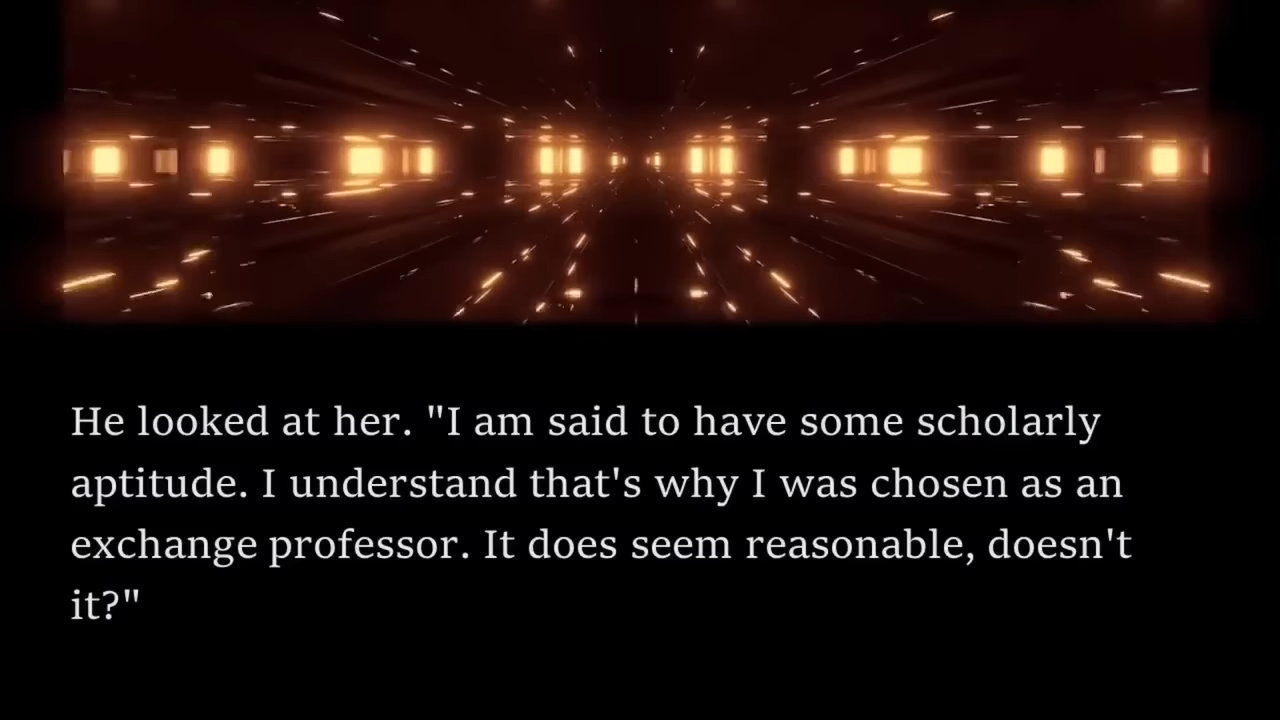 He looked at her. "I am said to have some scholarly
aptitude. I understand that's why I was chosen as an
exchange professor. It does seem reasonable, doesn't
it?"